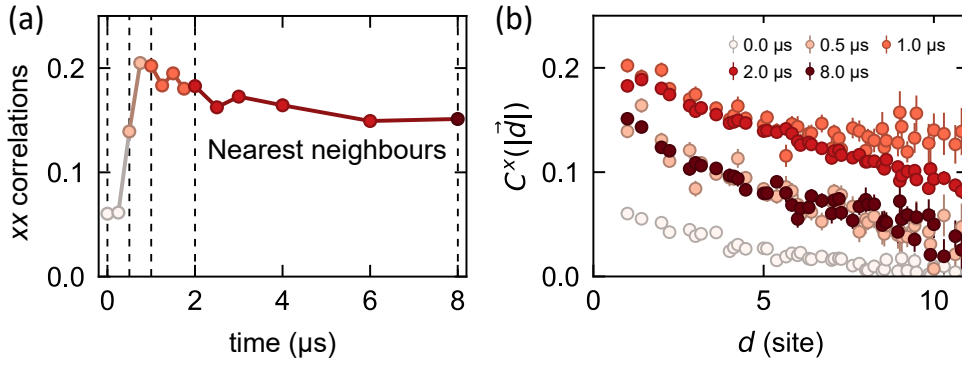 (a)
xx correlations
0.2
0.1
0.0
Nearest neighbours
0 2 4 6 8
time (μs)
(b)
C^x(|d⃗|)
0.2
0.1
0.0
0.0 μs 0.5 μs 1.0 μs
2.0 μs 8.0 μs
0 5 10
d (site)